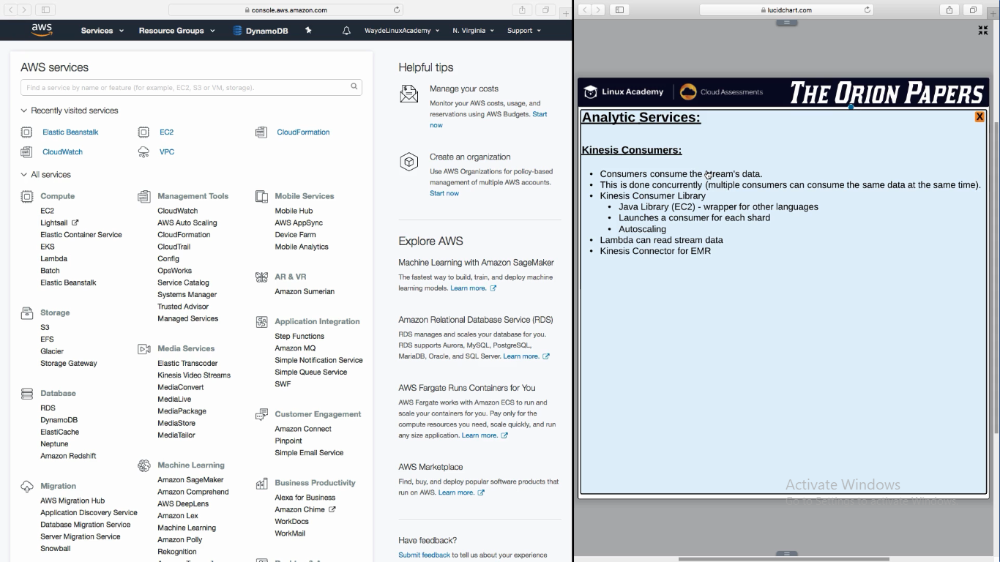 console.aws.amazon.com
lucidchart.com
aws
Services
Resource Groups
DynamoDB
WaydeLinuxAcademy
N. Virginia
Support
AWS services
Find a service by name or feature (for example, EC2, S3 or VM, storage).
Recently visited services
Elastic Beanstalk
EC2
CloudFormation
CloudWatch
VPC
All services
Compute
EC2
Lightsail
Elastic Container Service
EKS
Lambda
Batch
Elastic Beanstalk
Storage
S3
EFS
Glacier
Storage Gateway
Database
RDS
DynamoDB
ElastiCache
Neptune
Amazon Redshift
Migration
AWS Migration Hub
Application Discovery Service
Database Migration Service
Server Migration Service
Snowball
Management Tools
CloudWatch
AWS Auto Scaling
CloudFormation
CloudTrail
Config
OpsWorks
Service Catalog
Systems Manager
Trusted Advisor
Managed Services
Media Services
Elastic Transcoder
Kinesis Video Streams
MediaConvert
MediaLive
MediaPackage
MediaStore
MediaTailor
Machine Learning
Amazon SageMaker
Amazon Comprehend
AWS DeepLens
Amazon Lex
Machine Learning
Amazon Polly
Rekognition
Mobile Services
Mobile Hub
AWS AppSync
Device Farm
Mobile Analytics
AR & VR
Amazon Sumerian
Application Integration
Step Functions
Amazon MQ
Simple Notification Service
Simple Queue Service
SWF
Customer Engagement
Amazon Connect
Pinpoint
Simple Email Service
Business Productivity
Alexa for Business
Amazon Chime
WorkDocs
WorkMail
Helpful tips
Manage your costs
Monitor your AWS costs, usage, and
reservations using AWS Budgets. Start
now
Create an organization
Use AWS Organizations for policy-based
management of multiple AWS accounts.
Start now
Explore AWS
Machine Learning with Amazon SageMaker
The fastest way to build, train, and deploy machine
learning models. Learn more.
Amazon Relational Database Service (RDS)
RDS manages and scales your database for you.
RDS supports Aurora, MySQL, PostgreSQL,
MariaDB, Oracle, and SQL Server. Learn more.
AWS Fargate Runs Containers for You
AWS Fargate works with Amazon ECS to run and
scale your containers for you. Pay only for the
compute resources you need, scale quickly, and run
any size application. Learn more.
AWS Marketplace
Find, buy, and deploy popular software products that
run on AWS. Learn more.
Have feedback?
Submit feedback to tell us about your experience
Linux Academy
Cloud Assessments
THE ORION PAPERS
Analytic Services:
X
Kinesis Consumers:
• Consumers consume the stream's data.
• This is done concurrently (multiple consumers can consume the same data at the same time).
• Kinesis Consumer Library
• Java Library (EC2) - wrapper for other languages
• Launches a consumer for each shard
• Autoscaling
• Lambda can read stream data
• Kinesis Connector for EMR
Activate Windows
Go to Settings to activate Windows.